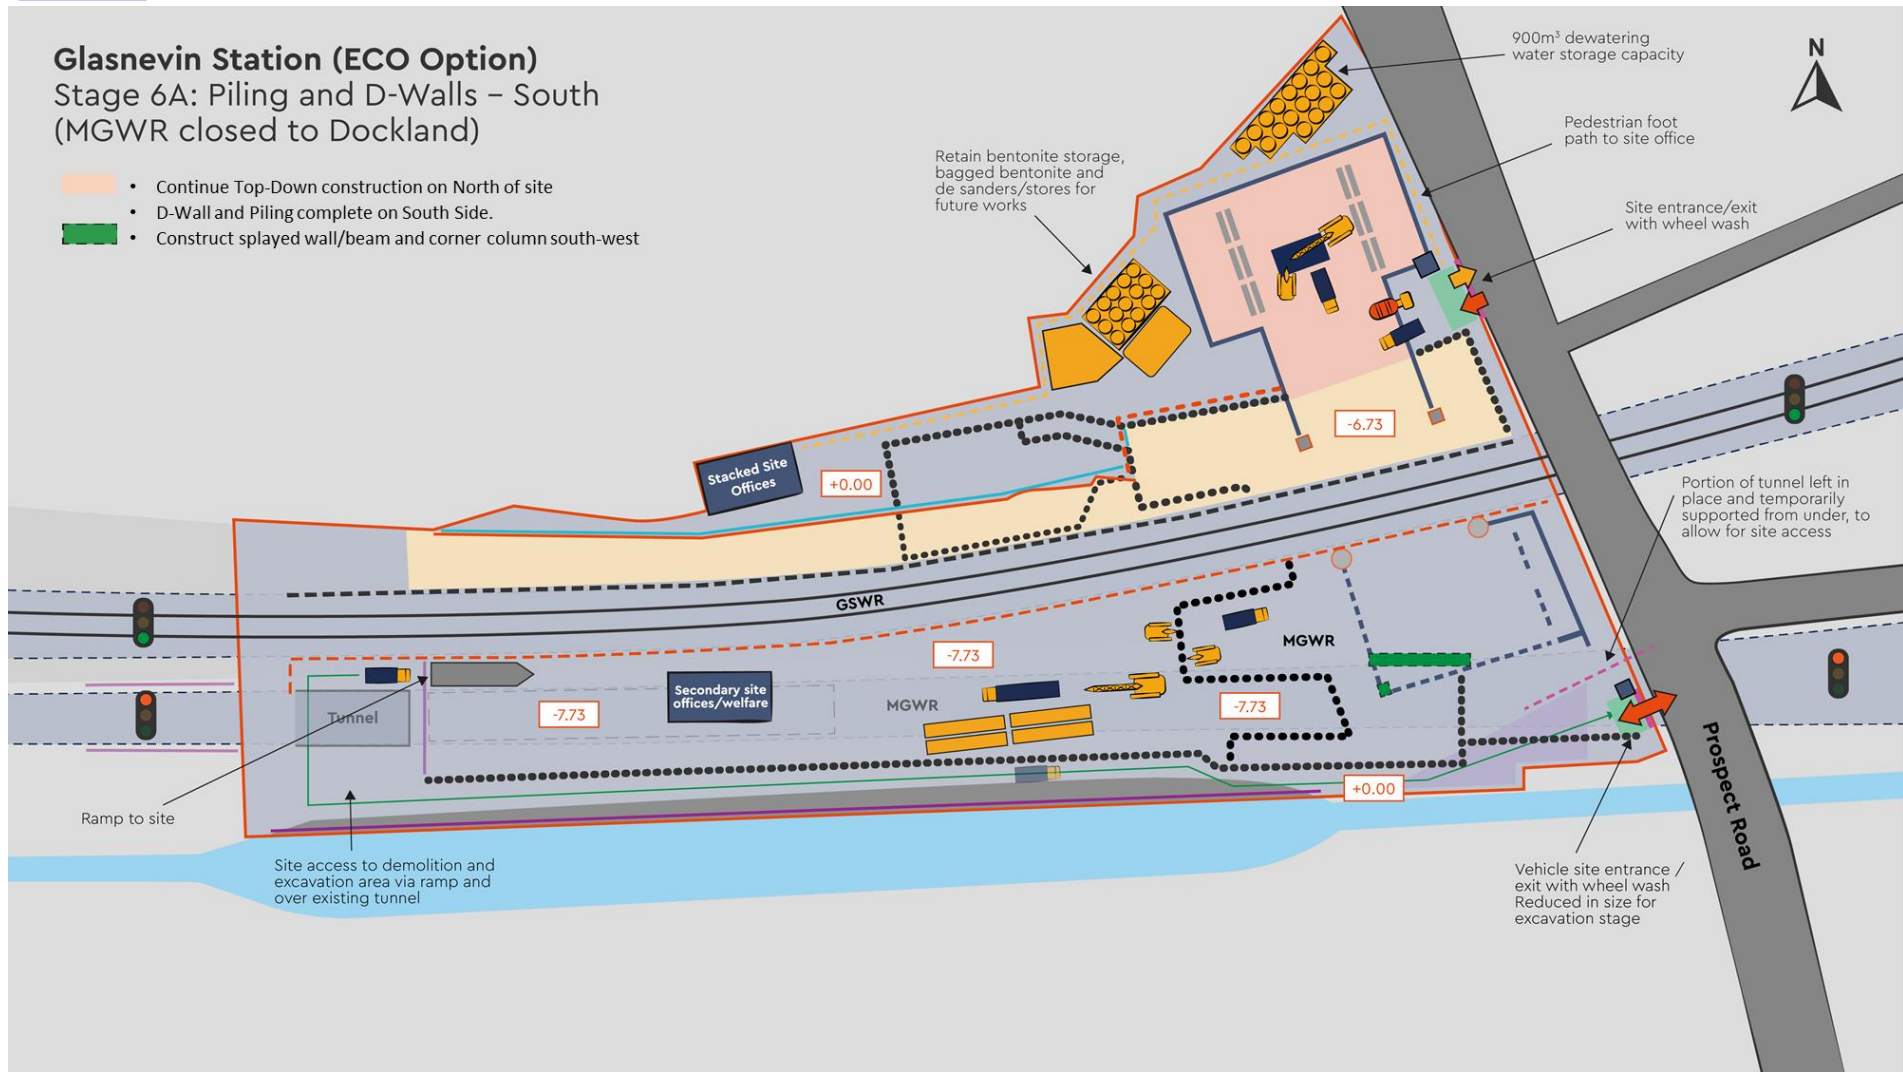 Glasnevin Station (ECO Option)
Stage 6A: Piling and D-Walls – South
(MGWR closed to Dockland)
• Continue Top-Down construction on North of site
• D-Wall and Piling complete on South Side.
• Construct splayed wall/beam and corner column south-west
900m³ dewatering
water storage capacity
N
Pedestrian foot
path to site office
Retain bentonite storage,
bagged bentonite and
de sanders/stores for
future works
Site entrance/exit
with wheel wash
-6.73
Stacked Site
Offices
+0.00
Portion of tunnel left in
place and temporarily
supported from under, to
allow for site access
GSWR
MGWR
-7.73
Secondary site
offices/welfare
MGWR
-7.73
-7.73
Tunnel
+0.00
Prospect Road
Ramp to site
Site access to demolition and
excavation area via ramp and
over existing tunnel
Vehicle site entrance /
exit with wheel wash
Reduced in size for
excavation stage